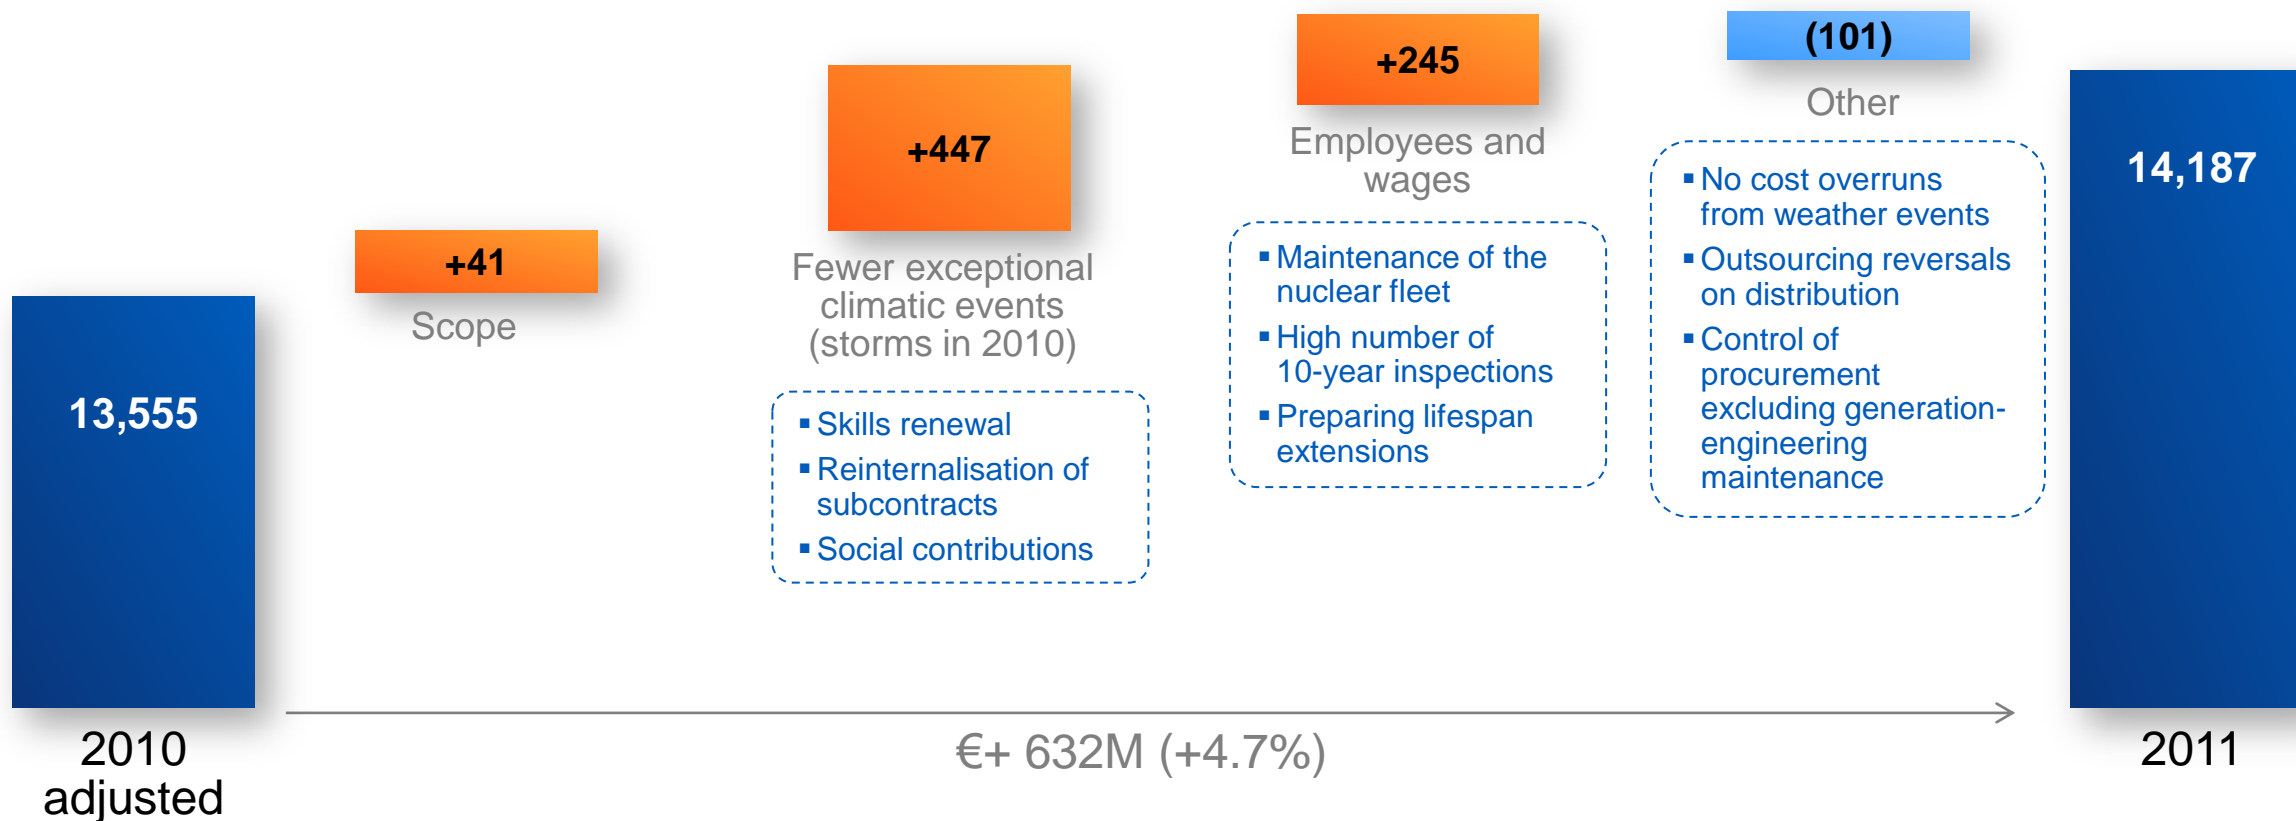 13,555
2010
adjusted
+41
Scope
+447
Fewer exceptional
climatic events
(storms in 2010)
▪ Skills renewal
▪ Reinternalisation of
subcontracts
▪ Social contributions
+245
Employees and
wages
▪ Maintenance of the
nuclear fleet
▪ High number of
10-year inspections
▪ Preparing lifespan
extensions
(101)
Other
▪ No cost overruns
from weather events
▪ Outsourcing reversals
on distribution
▪ Control of
procurement
excluding generation-
engineering
maintenance
14,187
2011
€+ 632M (+4.7%)